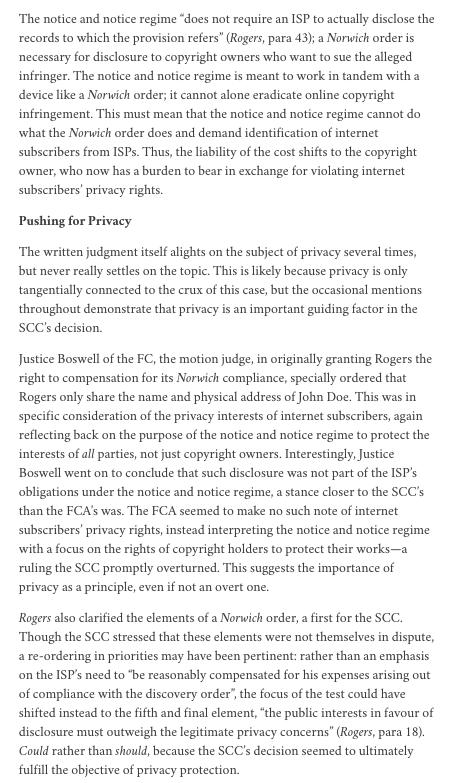 The notice and notice regime “does not require an ISP to actually disclose the
records to which the provision refers” (Rogers, para 43); a Norwich order is
necessary for disclosure to copyright owners who want to sue the alleged
infringer. The notice and notice regime is meant to work in tandem with a
device like a Norwich order; it cannot alone eradicate online copyright
infringement. This must mean that the notice and notice regime cannot do
what the Norwich order does and demand identification of internet
subscribers from ISPs. Thus, the liability of the cost shifts to the copyright
owner, who now has a burden to bear in exchange for violating internet
subscribers’ privacy rights.
Pushing for Privacy
The written judgment itself alights on the subject of privacy several times,
but never really settles on the topic. This is likely because privacy is only
tangentially connected to the crux of this case, but the occasional mentions
throughout demonstrate that privacy is an important guiding factor in the
SCC’s decision.
Justice Boswell of the FC, the motion judge, in originally granting Rogers the
right to compensation for its Norwich compliance, specially ordered that
Rogers only share the name and physical address of John Doe. This was in
specific consideration of the privacy interests of internet subscribers, again
reflecting back on the purpose of the notice and notice regime to protect the
interests of all parties, not just copyright owners. Interestingly, Justice
Boswell went on to conclude that such disclosure was not part of the ISP’s
obligations under the notice and notice regime, a stance closer to the SCC’s
than the FCA’s was. The FCA seemed to make no such note of internet
subscribers’ privacy rights, instead interpreting the notice and notice regime
with a focus on the rights of copyright holders to protect their works—a
ruling the SCC promptly overturned. This suggests the importance of
privacy as a principle, even if not an overt one.
Rogers also clarified the elements of a Norwich order, a first for the SCC.
Though the SCC stressed that these elements were not themselves in dispute,
a re-ordering in priorities may have been pertinent: rather than an emphasis
on the ISP’s need to “be reasonably compensated for his expenses arising out
of compliance with the discovery order”, the focus of the test could have
shifted instead to the fifth and final element, “the public interests in favour of
disclosure must outweigh the legitimate privacy concerns” (Rogers, para 18).
Could rather than should, because the SCC’s decision seemed to ultimately
fulfill the objective of privacy protection.